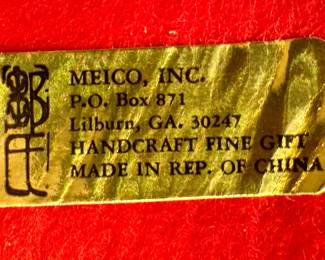 MEICO, INC.
P.O. Box 871
Lilburn, GA. 30247
HANDCRAFT FINE GIFT
MADE IN REP. OF CHINA